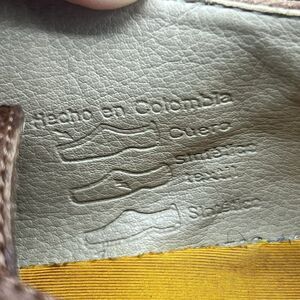 Hecho en Colombia
Cuero
Sintético
textil
Sintético